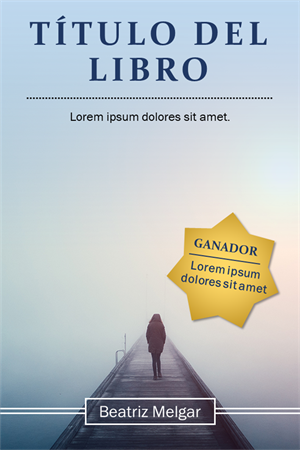 TÍTULO DEL
LIBRO
Lorem ipsum dolores sit amet.
GANADOR
Lorem ipsum
dolores sit amet
Beatriz Melgar